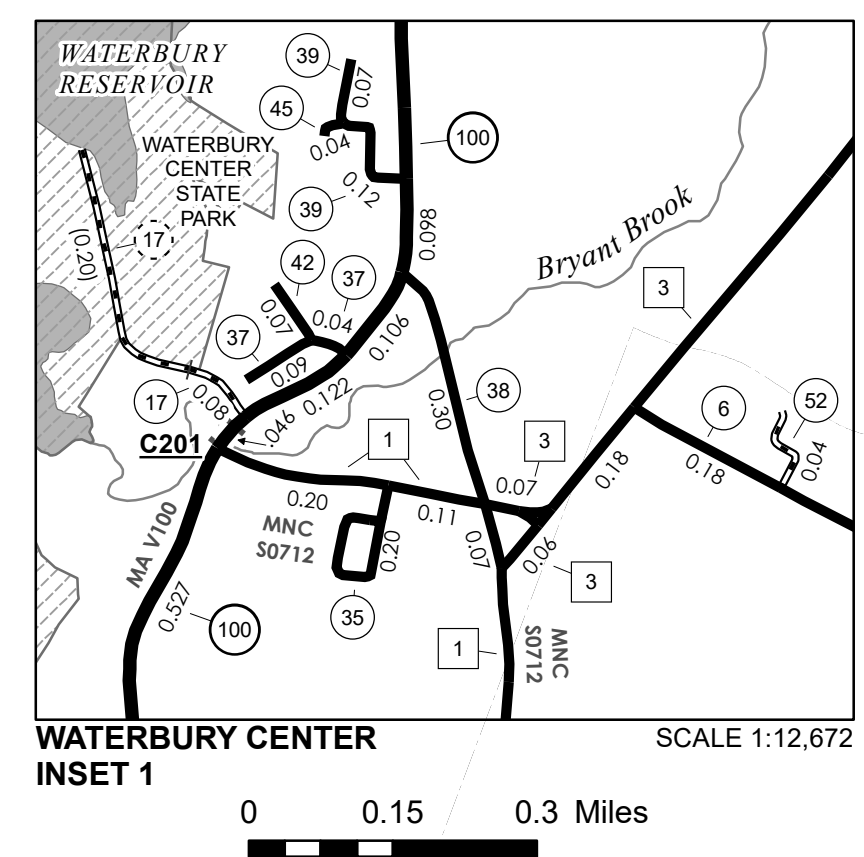 WATERBURY
RESERVOIR
39
0.07
45
0.04
100
WATERBURY
CENTER
STATE
PARK
0.12
39
17
(0.20)
0.098
Bryant Brook
42
37
3
0.07
0.04
0.106
37
0.09
0.122
17
0.08
.046
C201
0.30
38
6
52
1
3
0.18
0.04
0.07
0.18
0.20
0.11
MNC
S0712
0.20
0.07
0.06
MA V100
3
35
0.527
100
1
MNC
S0712
WATERBURY CENTER
INSET 1
SCALE 1:12,672
0 0.15 0.3 Miles